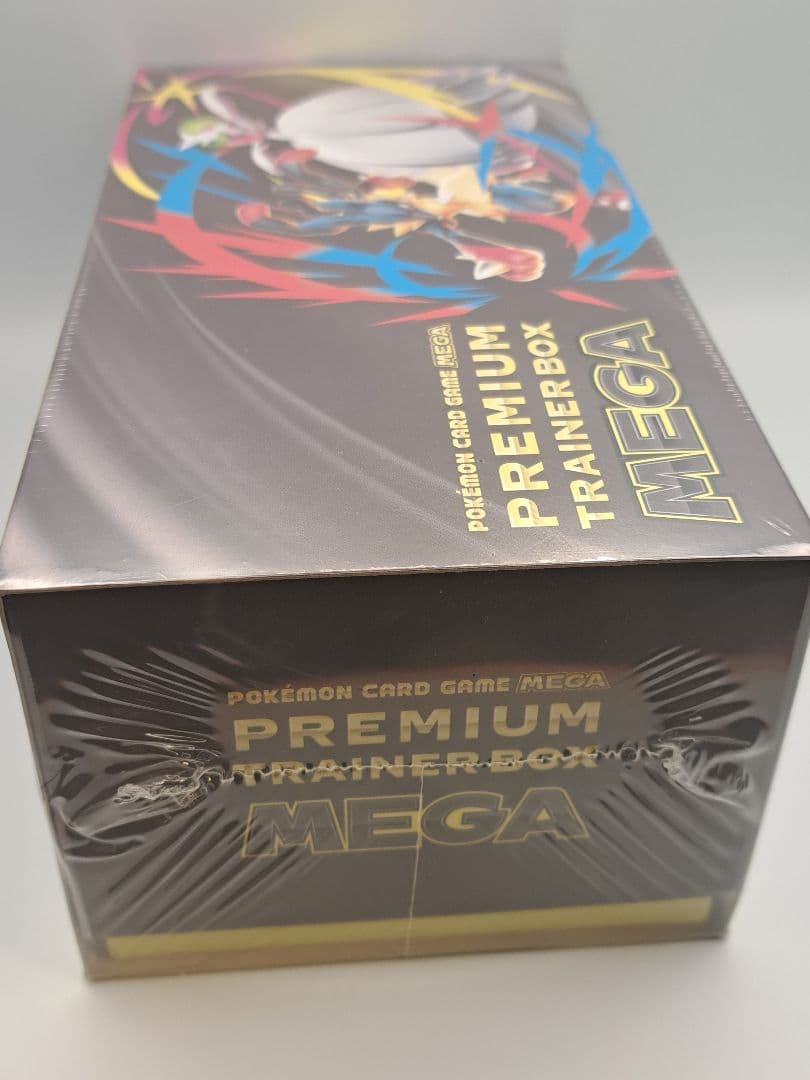 POKÉMON CARD GAME MEGA
PREMIUM
TRAINER BOX
MEGA
POKÉMON CARD GAME MEGA
PREMIUM
TRAINER BOX
MEGA